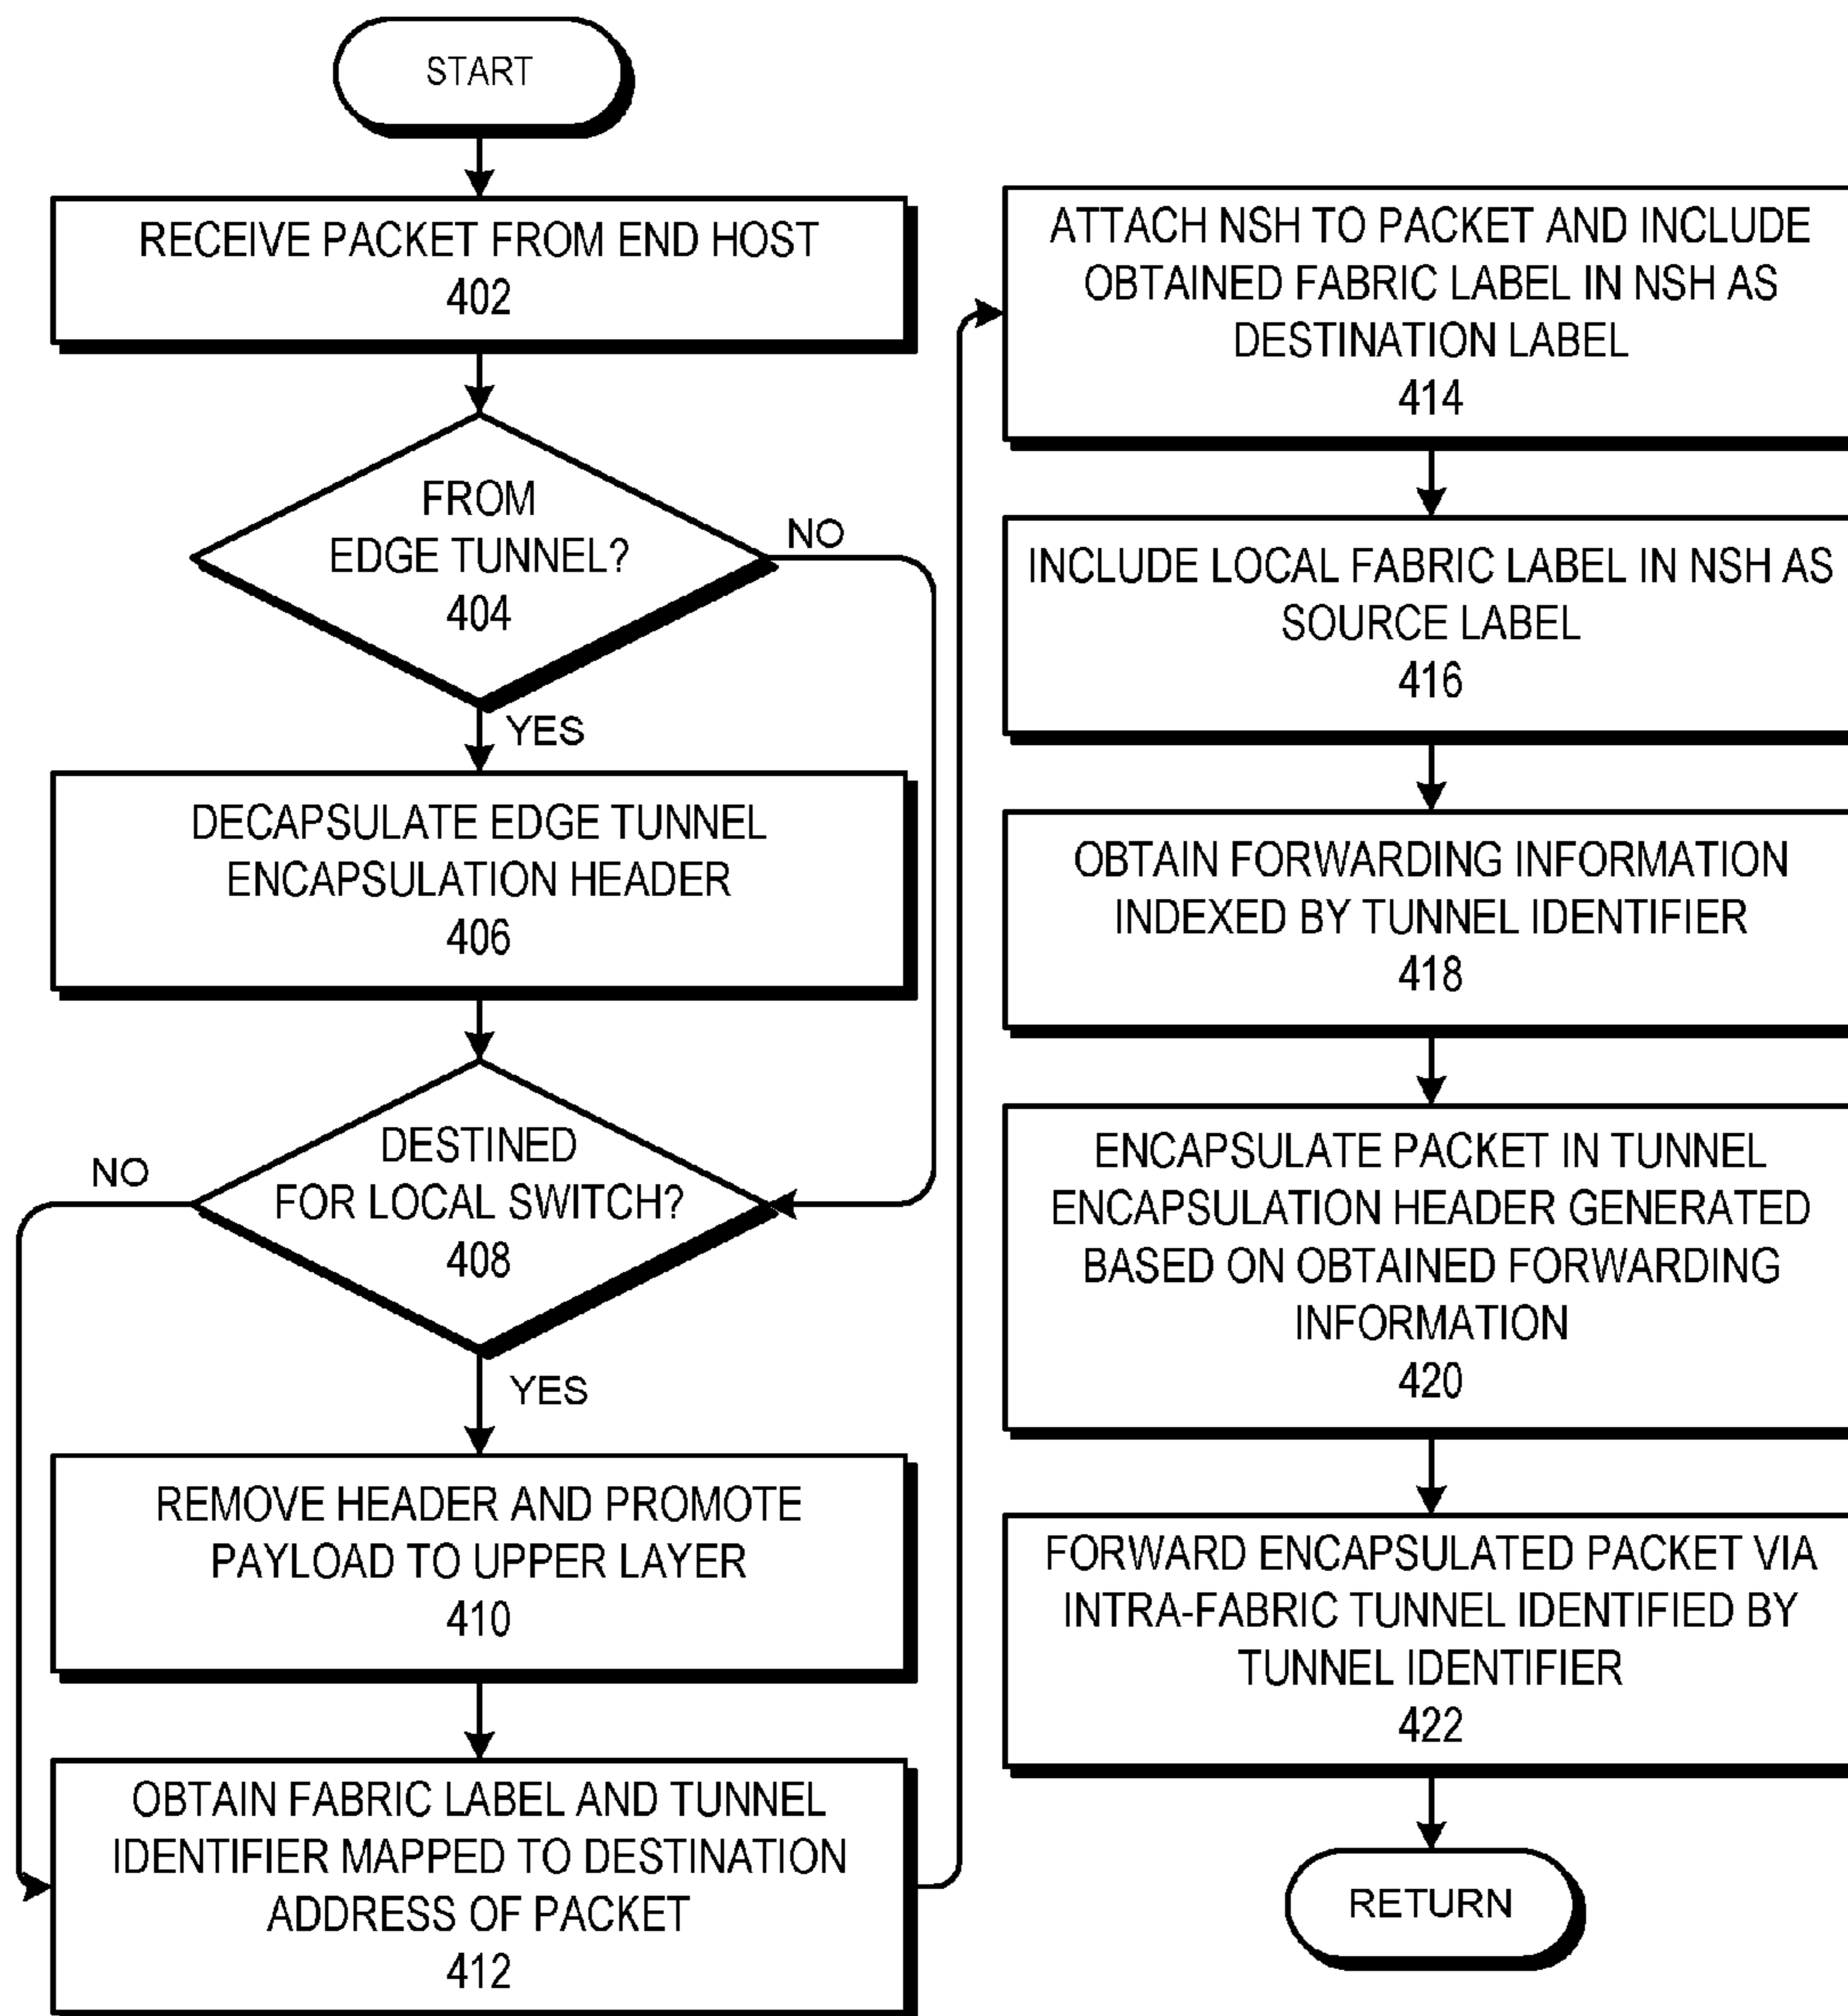 START
RECEIVE PACKET FROM END HOST
402
FROM
EDGE TUNNEL?
404
NO
YES
DECAPSULATE EDGE TUNNEL
ENCAPSULATION HEADER
406
DESTINED
FOR LOCAL SWITCH?
408
NO
YES
REMOVE HEADER AND PROMOTE
PAYLOAD TO UPPER LAYER
410
OBTAIN FABRIC LABEL AND TUNNEL
IDENTIFIER MAPPED TO DESTINATION
ADDRESS OF PACKET
412
ATTACH NSH TO PACKET AND INCLUDE
OBTAINED FABRIC LABEL IN NSH AS
DESTINATION LABEL
414
INCLUDE LOCAL FABRIC LABEL IN NSH AS
SOURCE LABEL
416
OBTAIN FORWARDING INFORMATION
INDEXED BY TUNNEL IDENTIFIER
418
ENCAPSULATE PACKET IN TUNNEL
ENCAPSULATION HEADER GENERATED
BASED ON OBTAINED FORWARDING
INFORMATION
420
FORWARD ENCAPSULATED PACKET VIA
INTRA-FABRIC TUNNEL IDENTIFIED BY
TUNNEL IDENTIFIER
422
RETURN